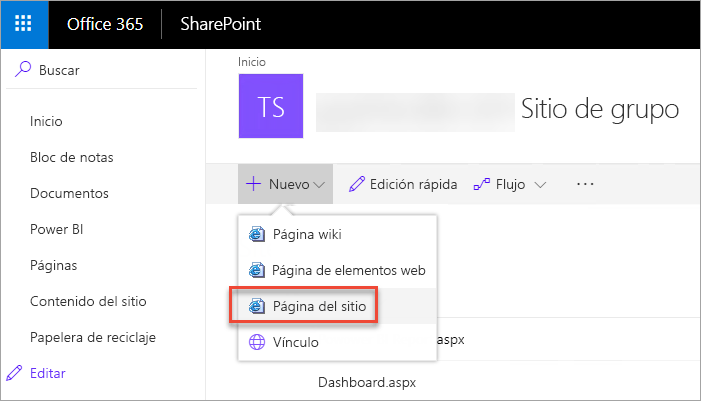 Office 365 SharePoint
Buscar
Inicio
Bloc de notas
Documentos
Power BI
Páginas
Contenido del sitio
Papelera de reciclaje
Editar
Inicio
TS
Sitio de grupo
Nuevo Edición rápida Flujo ...
Página wiki
Página de elementos web
Página del sitio
Vínculo
.aspx
Dashboard.aspx